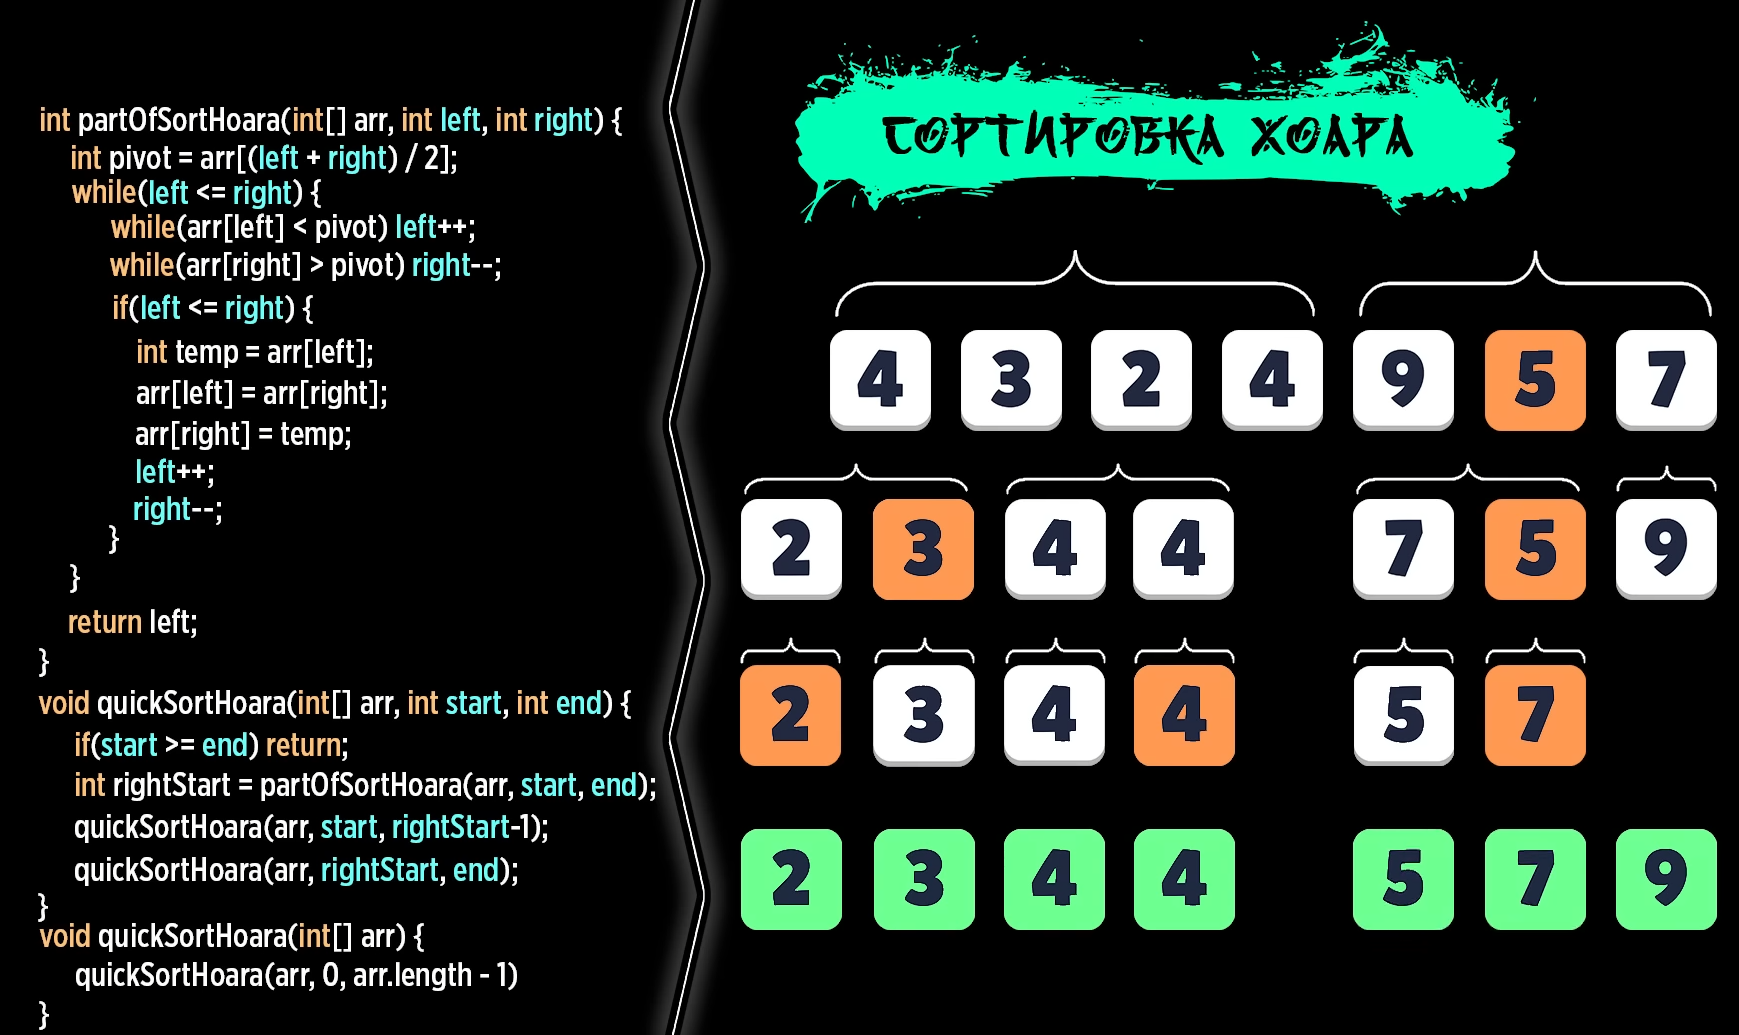 int partOfSortHoara(int[] arr, int left, int right) {
int pivot = arr[(left + right) / 2];
while(left <= right) {
while(arr[left] < pivot) left++;
while(arr[right] > pivot) right--;
if(left <= right) {
int temp = arr[left];
arr[left] = arr[right];
arr[right] = temp;
left++;
right--;
}
}
return left;
}
void quickSortHoara(int[] arr, int start, int end) {
if(start >= end) return;
int rightStart = partOfSortHoara(arr, start, end);
quickSortHoara(arr, start, rightStart-1);
quickSortHoara(arr, rightStart, end);
}
void quickSortHoara(int[] arr) {
quickSortHoara(arr, 0, arr.length - 1)
}
СОРТИРОВКА ХОАРА
4 3 2 4 9 5 7
2 3 4 4 7 5 9
2 3 4 4 5 7
2 3 4 4 5 7 9